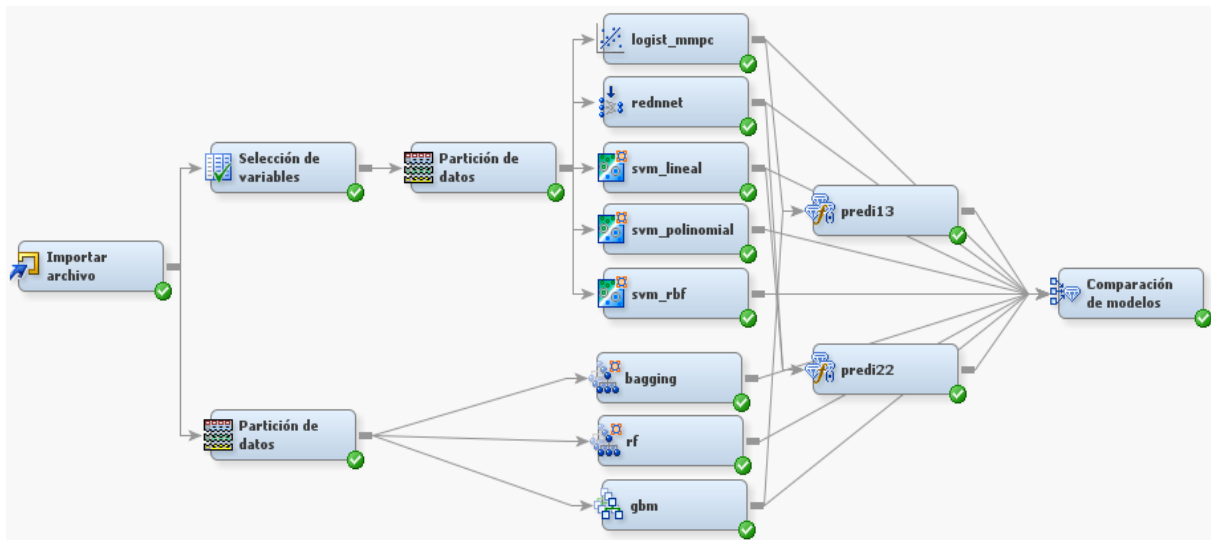 logist_mmpc
rednnet
Selección de
variables
Partición de
datos
svm_lineal
predi13
svm_polinomial
Importar
archivo
svm_rbf
Comparación
de modelos
bagging
predi22
Partición de
datos
rf
gbm